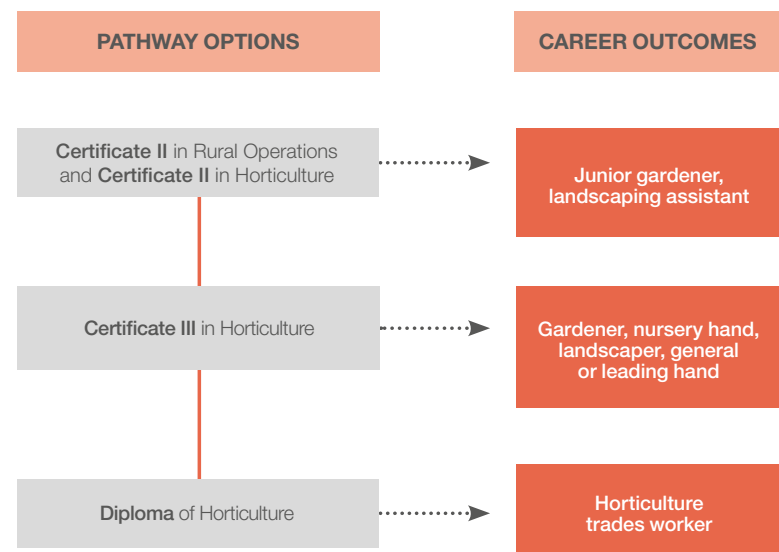 PATHWAY OPTIONS
CAREER OUTCOMES
Certificate II in Rural Operations
and Certificate II in Horticulture
Junior gardener,
landscaping assistant
Certificate III in Horticulture
Gardener, nursery hand,
landscaper, general
or leading hand
Diploma of Horticulture
Horticulture
trades worker